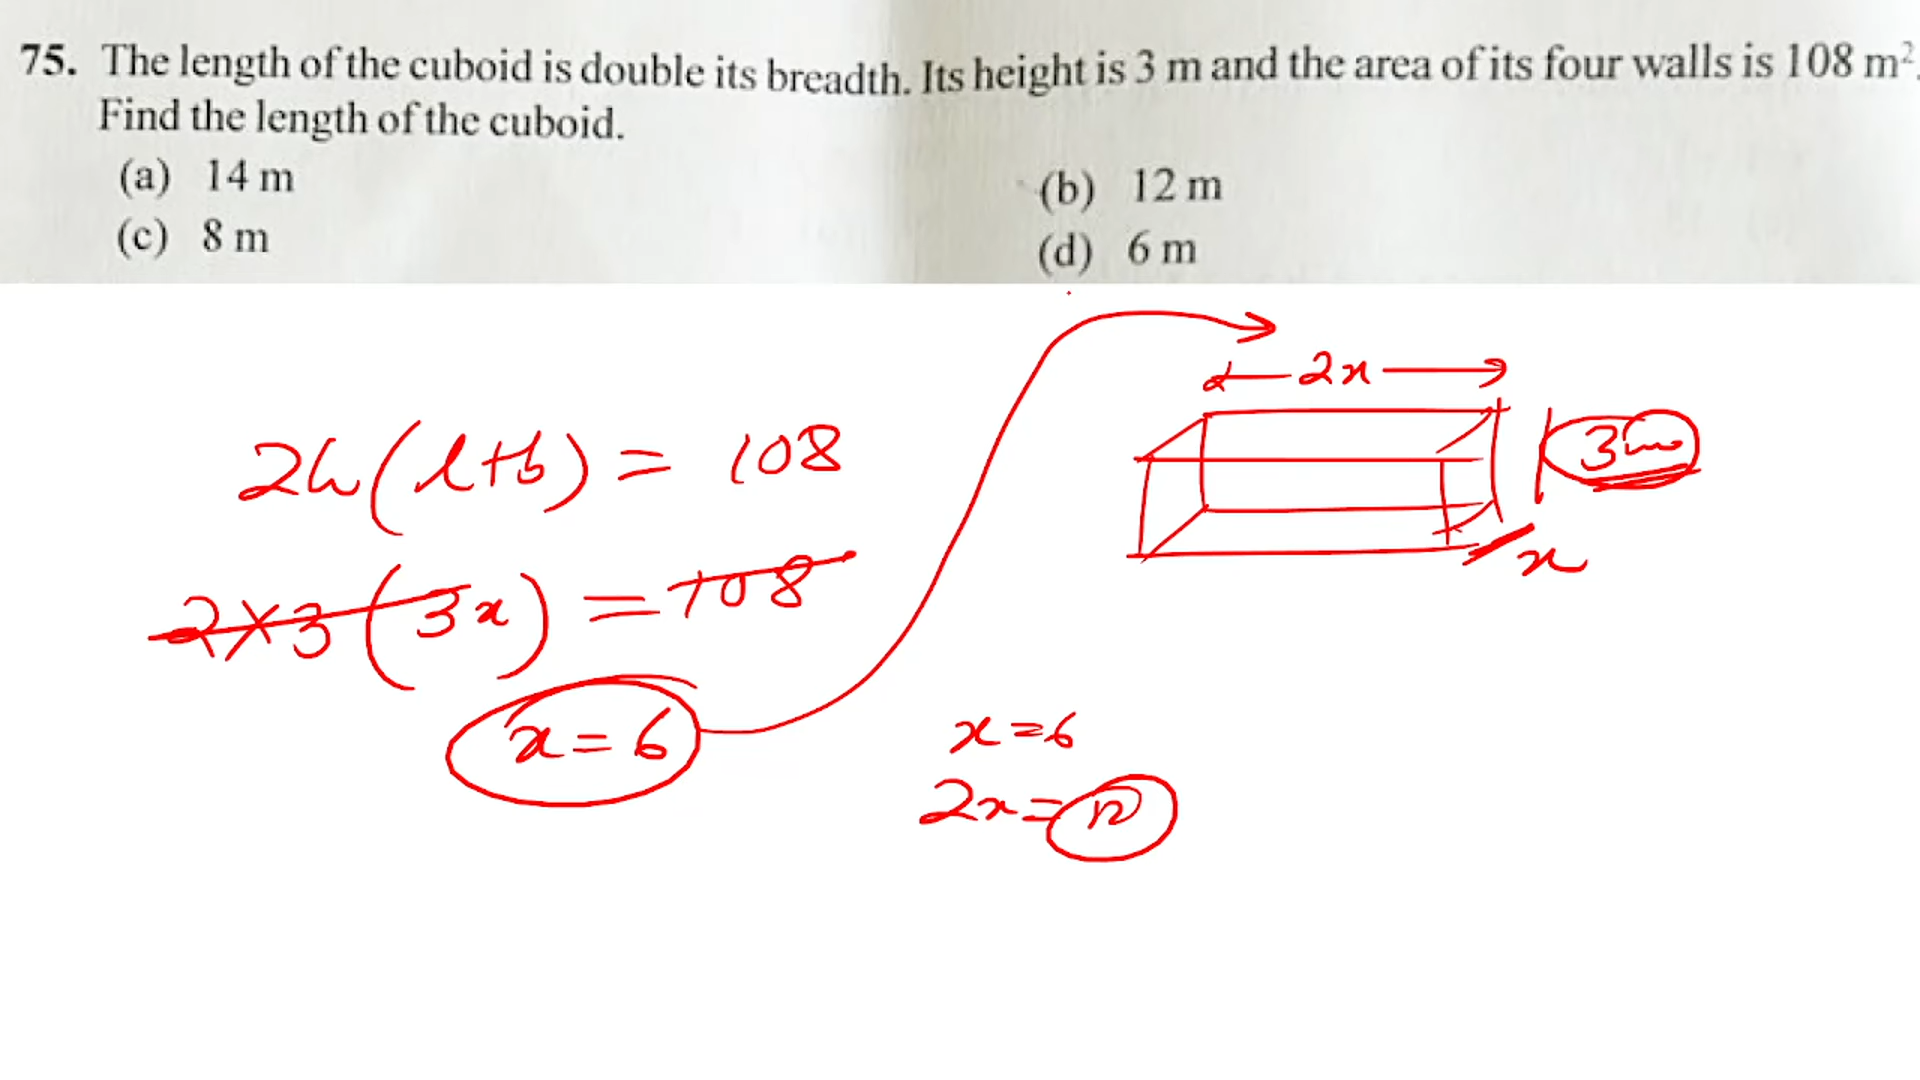 75. The length of the cuboid is double its breadth. Its height is 3 m and the area of its four walls is 108 m².
Find the length of the cuboid.
(a) 14 m
(b) 12 m
(c) 8 m
(d) 6 m
2x
2h(l+b) = 108
3m
x
2×3(3x) = 108
x = 6
x = 6
2x = 12